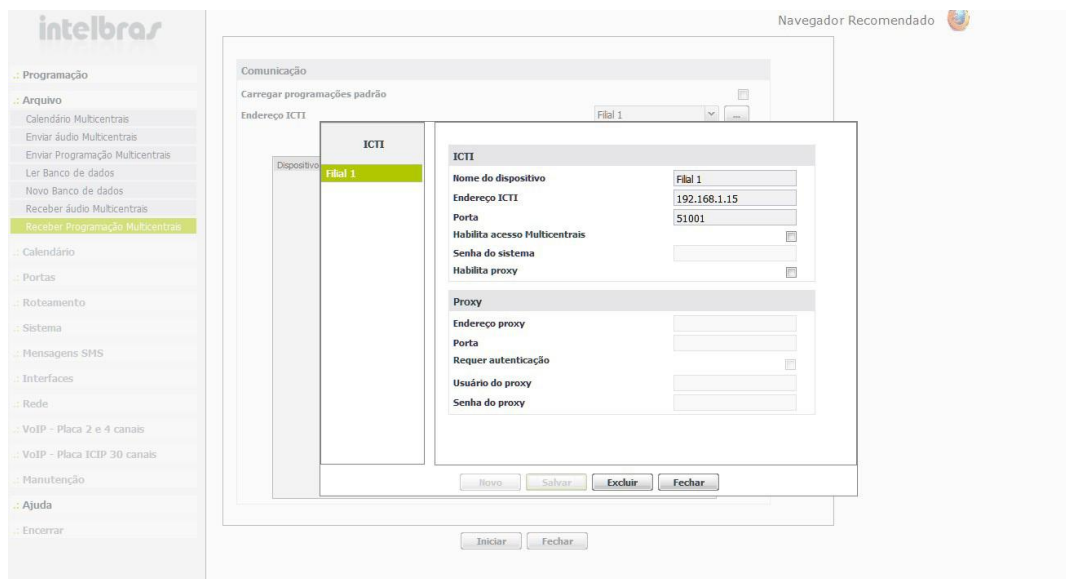 intelbras
Navegador Recomendado
.: Programação
.: Arquivo
Calendário Multicentrais
Enviar áudio Multicentrais
Enviar Programação Multicentrais
Ler Banco de dados
Novo Banco de dados
Receber áudio Multicentrais
Receber Programação Multicentrais
.: Calendário
.: Portas
.: Roteamento
.: Sistema
.: Mensagens SMS
.: Interfaces
.: Rede
.: VoIP - Placa 2 e 4 canais
.: VoIP - Placa ICIP 30 canais
.: Manutenção
.: Ajuda
.: Encerrar
Comunicação
Carregar programações padrão
Endereço ICTI Filial 1 ...
Dispositivo
ICTI
Filial 1
ICTI
Nome do dispositivo Filial 1
Endereço ICTI 192.168.1.15
Porta 51001
Habilita acesso Multicentrais
Senha do sistema
Habilita proxy
Proxy
Endereço proxy
Porta
Requer autenticação
Usuário do proxy
Senha do proxy
Novo Salvar Excluir Fechar
Iniciar Fechar